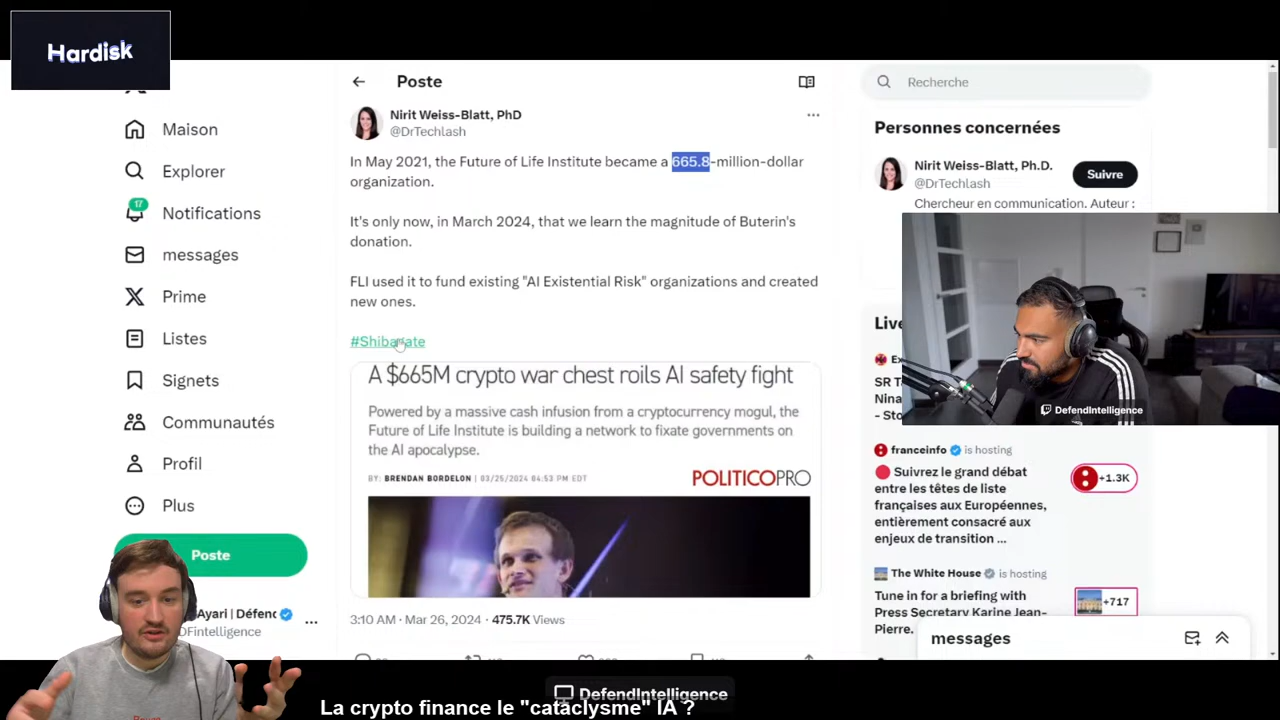 Hardisk
Maison
Explorer
17
Notifications
messages
Prime
Listes
Signets
Communautés
Profil
Plus
Poste
Ayari | Défenc
DFintelligence
Poste
Nirit Weiss-Blatt, PhD
@DrTechlash
In May 2021, the Future of Life Institute became a 665.8-million-dollar
organization.
It's only now, in March 2024, that we learn the magnitude of Buterin's
donation.
FLI used it to fund existing "AI Existential Risk" organizations and created
new ones.
#Shibagate
A $665M crypto war chest roils AI safety fight
Powered by a massive cash infusion from a cryptocurrency mogul, the
Future of Life Institute is building a network to fixate governments on
the AI apocalypse.
BY: BRENDAN BORDELON | 03/25/2024 04:53 PM EDT
POLITICOPRO
3:10 AM · Mar 26, 2024 · 475.7K Views
Recherche
Personnes concernées
Nirit Weiss-Blatt, Ph.D.
@DrTechlash
Suivre
Chercheur en communication. Auteur :
Live
SR Ta
Nina
- Sto
DefendIntelligence
franceinfo is hosting
Suivrez le grand débat
entre les têtes de liste
françaises aux Européennes,
entièrement consacré aux
enjeux de transition ...
+1.3K
The White House is hosting
Tune in for a briefing with
Press Secretary Karine Jean-
Pierre.
+717
messages
DefendIntelligence
La crypto finance le "cataclysme" IA ?